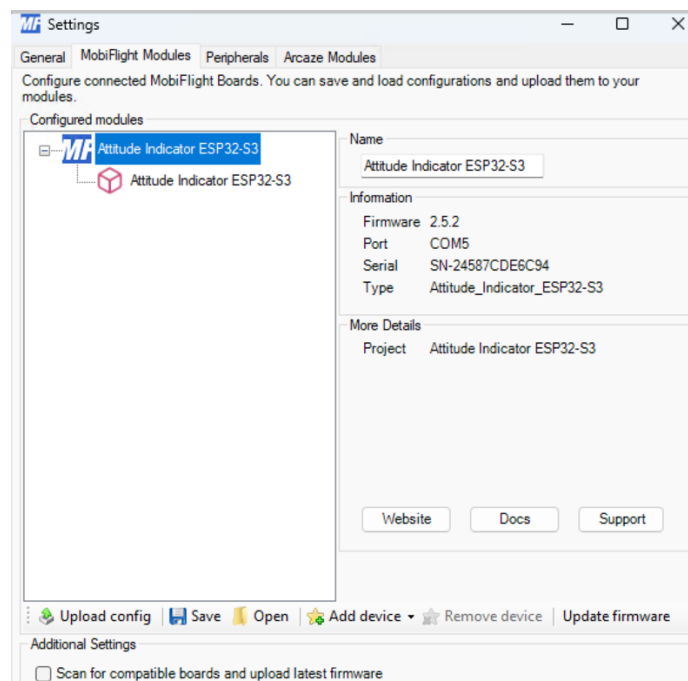 MF Settings
General MobiFlight Modules Peripherals Arcaze Modules
Configure connected MobiFlight Boards. You can save and load configurations and upload them to your
modules.
Configured modules
MF Attitude Indicator ESP32-S3
Attitude Indicator ESP32-S3
Name
Attitude Indicator ESP32-S3
Information
Firmware 2.5.2
Port COM5
Serial SN-24587CDE6C94
Type Attitude_Indicator_ESP32-S3
More Details
Project Attitude Indicator ESP32-S3
Website Docs Support
Upload config Save Open Add device Remove device Update firmware
Additional Settings
Scan for compatible boards and upload latest firmware